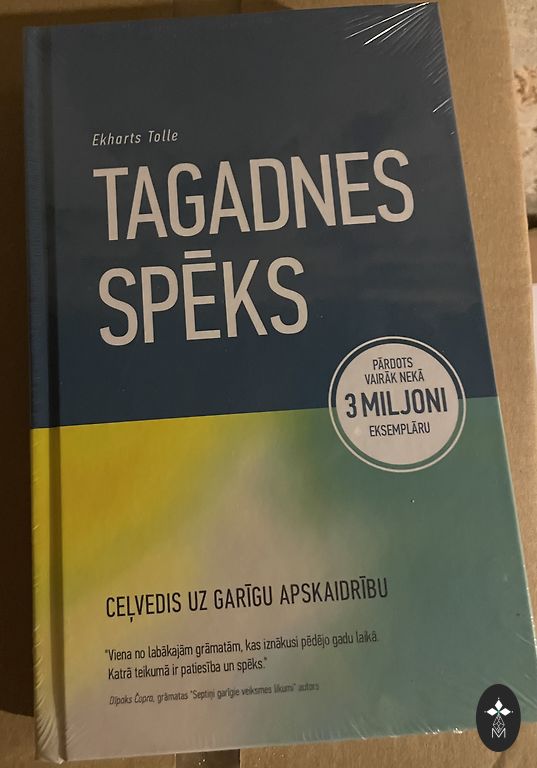 Ekharts Tolle
TAGADNES
SPĒKS
PĀRDOTS
VAIRĀK NEKĀ
3 MILJONI
EKSEMPLĀRU
CEĻVEDIS UZ GARĪGU APSKAIDRĪBU
"Viena no labākajām grāmatām, kas iznākusi pēdējo gadu laikā.
Katrā teikumā ir patiesība un spēks."
Dīpaks Čopra, grāmatas "Septiņi garīgie veiksmes likumi" autors
M